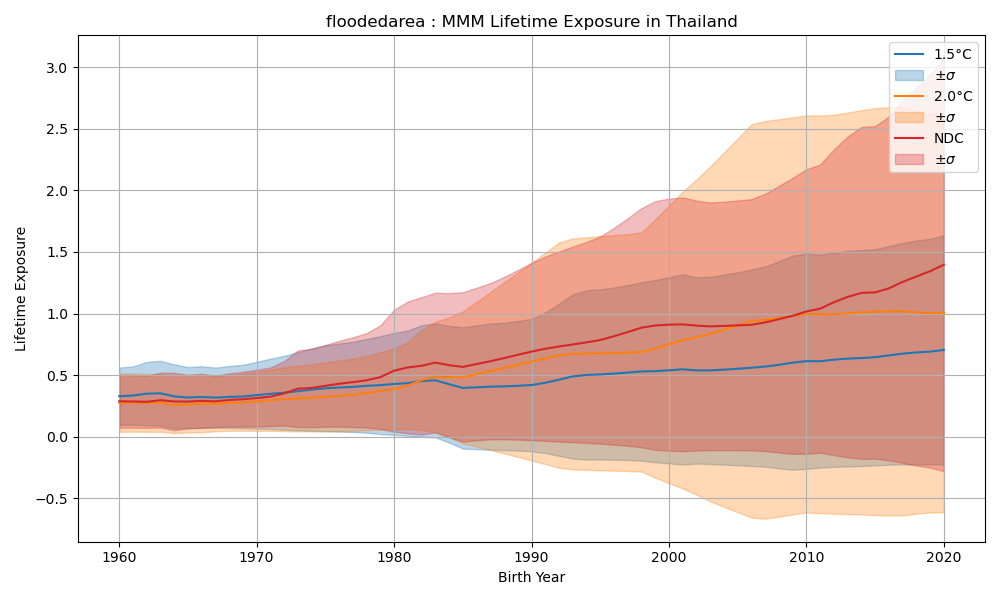 floodedarea : MMM Lifetime Exposure in Thailand
Lifetime Exposure
3.0
2.5
2.0
1.5
1.0
0.5
0.0
−0.5
1960
1970
1980
1990
2000
2010
2020
Birth Year
1.5°C
±σ
2.0°C
±σ
NDC
±σ